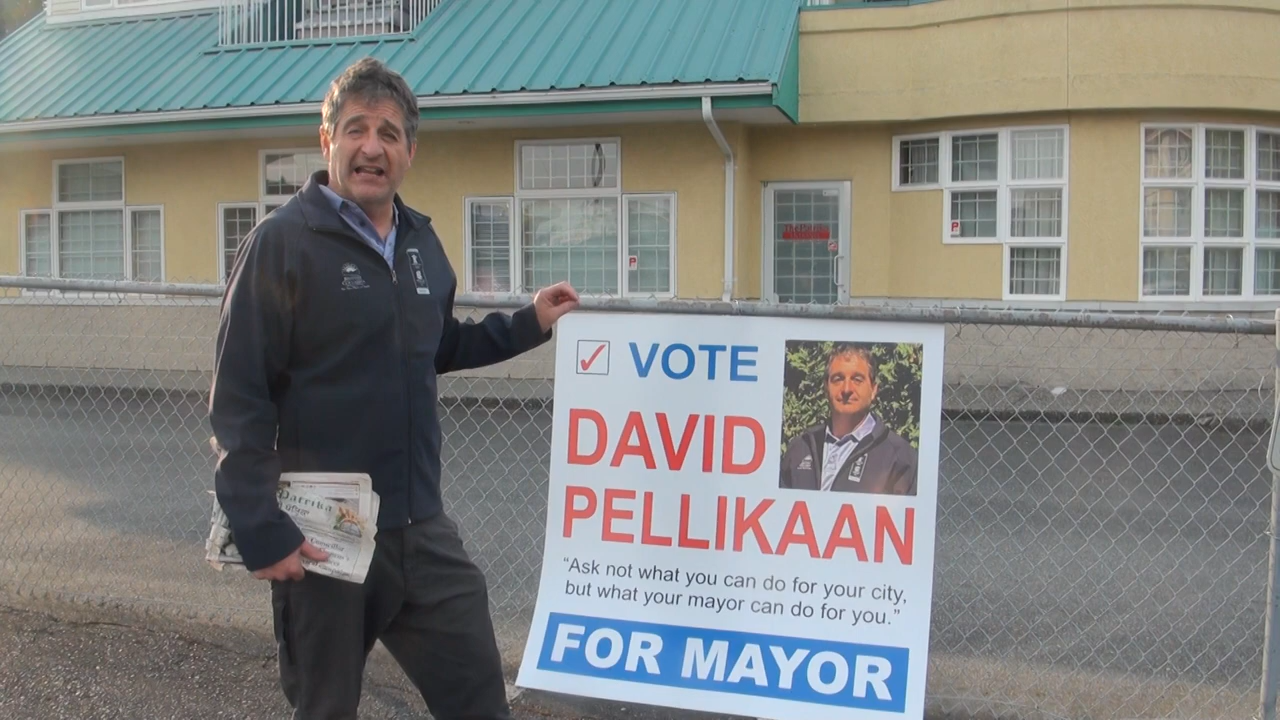 VOTE
DAVID
PELLIKAAN
“Ask not what you can do for your city,
but what your mayor can do for you.”
FOR MAYOR
Patrika
P
P
P